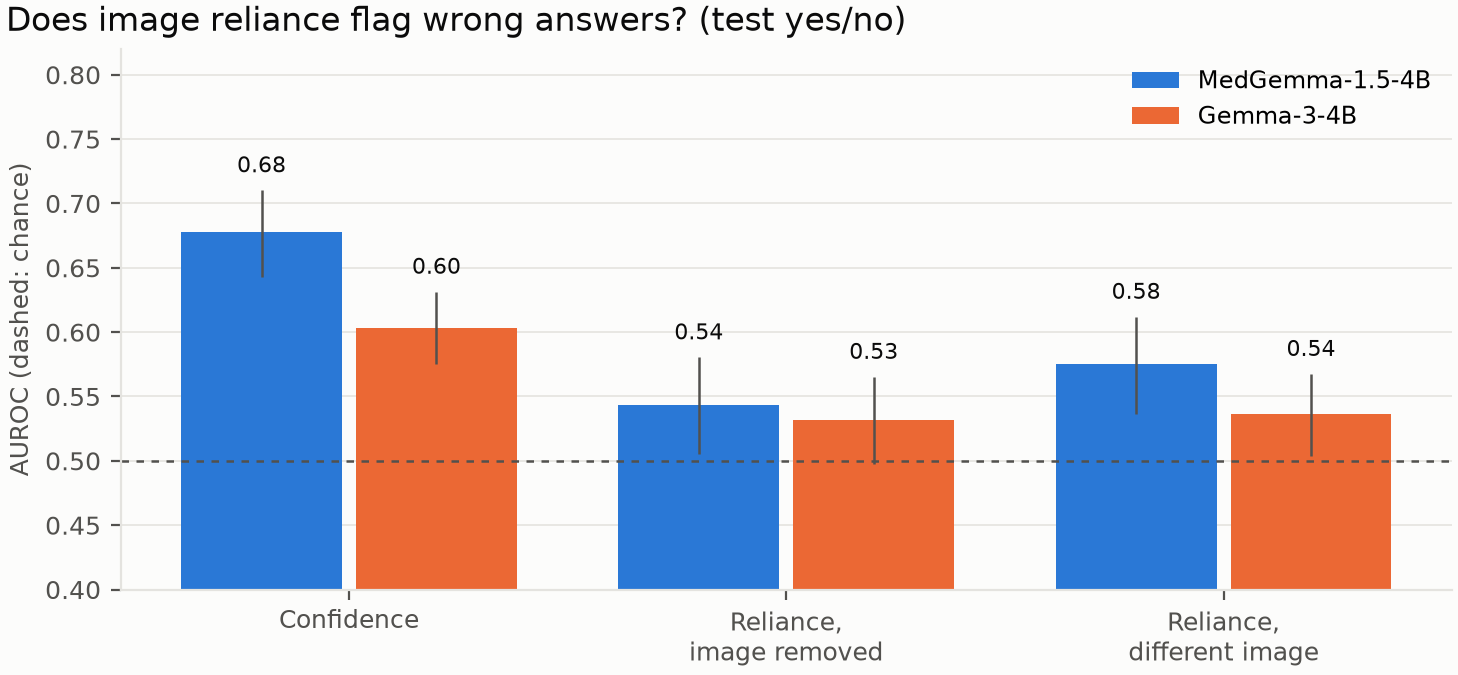 Does image reliance flag wrong answers? (test yes/no)
AUROC (dashed: chance)
0.80
0.75
0.70
0.65
0.60
0.55
0.50
0.45
0.40
MedGemma-1.5-4B
Gemma-3-4B
0.68
0.60
0.54
0.53
0.58
0.54
Confidence
Reliance,
image removed
Reliance,
different image